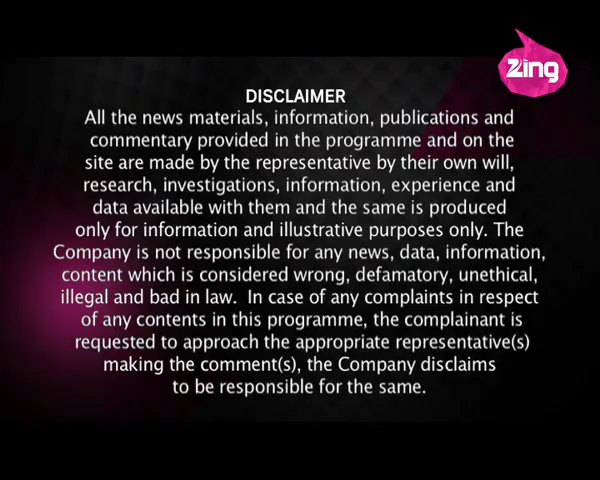 Zing
DISCLAIMER
All the news materials, information, publications and
commentary provided in the programme and on the
site are made by the representative by their own will,
research, investigations, information, experience and
data available with them and the same is produced
only for information and illustrative purposes only. The
Company is not responsible for any news, data, information,
content which is considered wrong, defamatory, unethical,
illegal and bad in law. In case of any complaints in respect
of any contents in this programme, the complainant is
requested to approach the appropriate representative(s)
making the comment(s), the Company disclaims
to be responsible for the same.